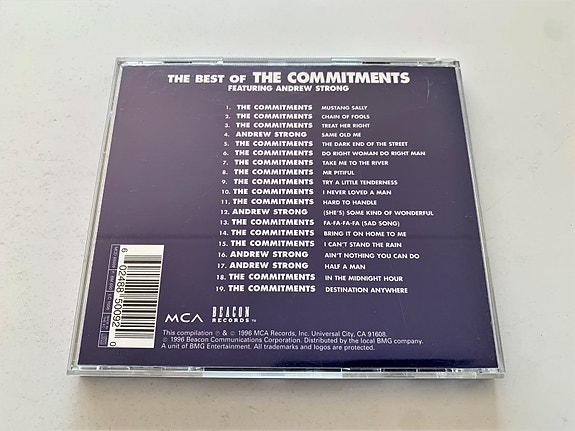 THE BEST OF THE COMMITMENTS
FEATURING ANDREW STRONG
1. THE COMMITMENTS MUSTANG SALLY
2. THE COMMITMENTS CHAIN OF FOOLS
3. THE COMMITMENTS TREAT HER RIGHT
4. ANDREW STRONG SAME OLD ME
5. THE COMMITMENTS THE DARK END OF THE STREET
6. THE COMMITMENTS DO RIGHT WOMAN DO RIGHT MAN
7. THE COMMITMENTS TAKE ME TO THE RIVER
8. THE COMMITMENTS MR PITIFUL
9. THE COMMITMENTS TRY A LITTLE TENDERNESS
10. THE COMMITMENTS I NEVER LOVED A MAN
11. THE COMMITMENTS HARD TO HANDLE
12. ANDREW STRONG (SHE'S) SOME KIND OF WONDERFUL
13. THE COMMITMENTS FA-FA-FA-FA (SAD SONG)
14. THE COMMITMENTS BRING IT ON HOME TO ME
15. THE COMMITMENTS I CAN'T STAND THE RAIN
16. ANDREW STRONG AIN'T NOTHING YOU CAN DO
17. ANDREW STRONG HALF A MAN
18. THE COMMITMENTS IN THE MIDNIGHT HOUR
19. THE COMMITMENTS DESTINATION ANYWHERE
6 02488 50092 0
MCA BEACON
RECORDS™
This compilation ℗ & © 1996 MCA Records, Inc. Universal City, CA 91608.
℗ 1996 Beacon Communications Corporation. Distributed by the local BMG company.
A unit of BMG Entertainment. All trademarks and logos are protected.